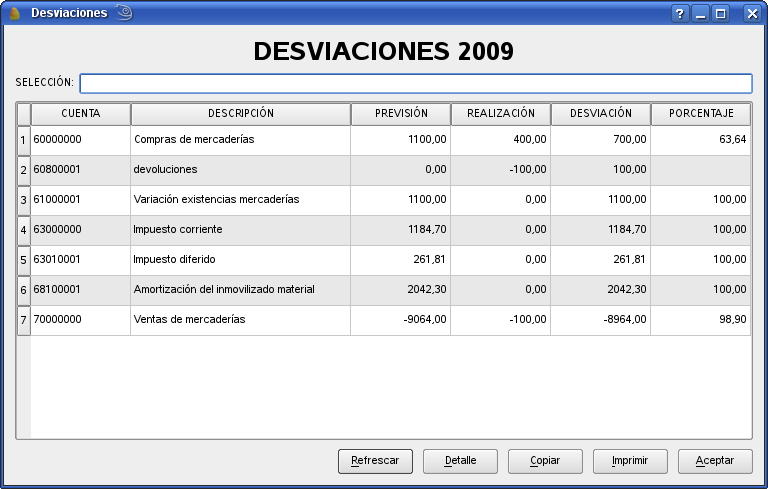 Desviaciones
DESVIACIONES 2009
SELECCIÓN:
CUENTA DESCRIPCIÓN PREVISIÓN REALIZACIÓN DESVIACIÓN PORCENTAJE
1 60000000 Compras de mercaderías 1100,00 400,00 700,00 63,64
2 60800001 devoluciones 0,00 -100,00 100,00
3 61000001 Variación existencias mercaderías 1100,00 0,00 1100,00 100,00
4 63000000 Impuesto corriente 1184,70 0,00 1184,70 100,00
5 63010001 Impuesto diferido 261,81 0,00 261,81 100,00
6 68100001 Amortización del inmovilizado material 2042,30 0,00 2042,30 100,00
7 70000000 Ventas de mercaderías -9064,00 -100,00 -8964,00 98,90
Refrescar Detalle Copiar Imprimir Aceptar